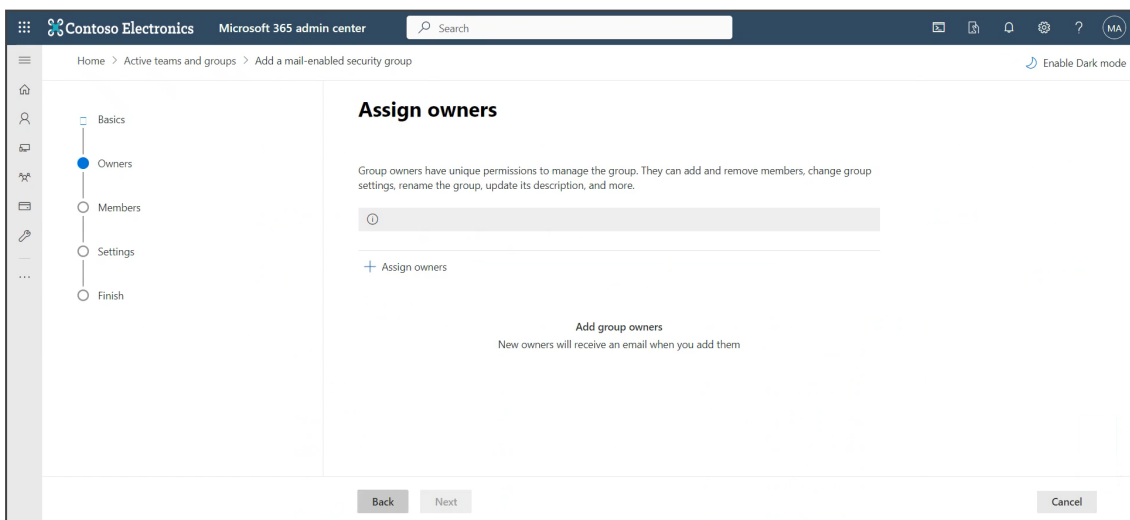 Contoso Electronics Microsoft 365 admin center Search MA
Home > Active teams and groups > Add a mail-enabled security group Enable Dark mode
Basics
Owners
Members
Settings
Finish
Assign owners
Group owners have unique permissions to manage the group. They can add and remove members, change group
settings, rename the group, update its description, and more.
+ Assign owners
Add group owners
New owners will receive an email when you add them
Back Next Cancel